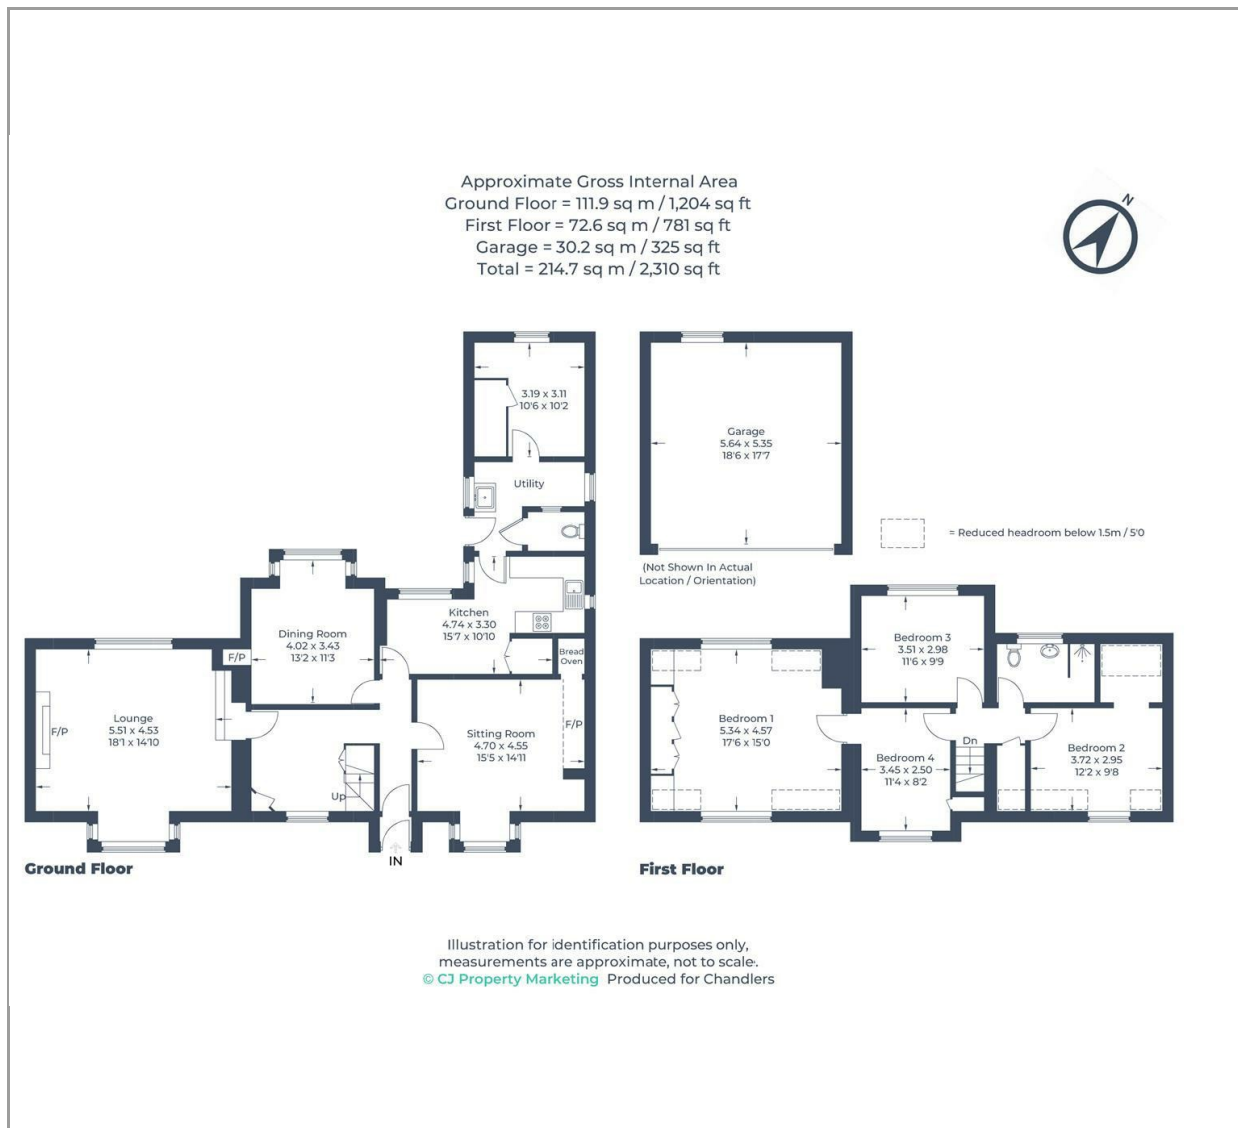 Approximate Gross Internal Area
Ground Floor = 111.9 sq m / 1,204 sq ft
First Floor = 72.6 sq m / 781 sq ft
Garage = 30.2 sq m / 325 sq ft
Total = 214.7 sq m / 2,310 sq ft
N
3.19 x 3.11
10'6 x 10'2
Utility
Garage
5.64 x 5.35
18'6 x 17'7
(Not Shown In Actual
Location / Orientation)
= Reduced headroom below 1.5m / 5'0
Kitchen
4.74 x 3.30
15'7 x 10'10
Dining Room
4.02 x 3.43
13'2 x 11'3
F/P
Bread
Oven
Lounge
5.51 x 4.53
18'1 x 14'10
F/P
Sitting Room
4.70 x 4.55
15'5 x 14'11
F/P
Up
IN
Ground Floor
Bedroom 3
3.51 x 2.98
11'6 x 9'9
Bedroom 1
5.34 x 4.57
17'6 x 15'0
Bedroom 4
3.45 x 2.50
11'4 x 8'2
Dn
Bedroom 2
3.72 x 2.95
12'2 x 9'8
First Floor
Illustration for identification purposes only,
measurements are approximate, not to scale.
© CJ Property Marketing Produced for Chandlers